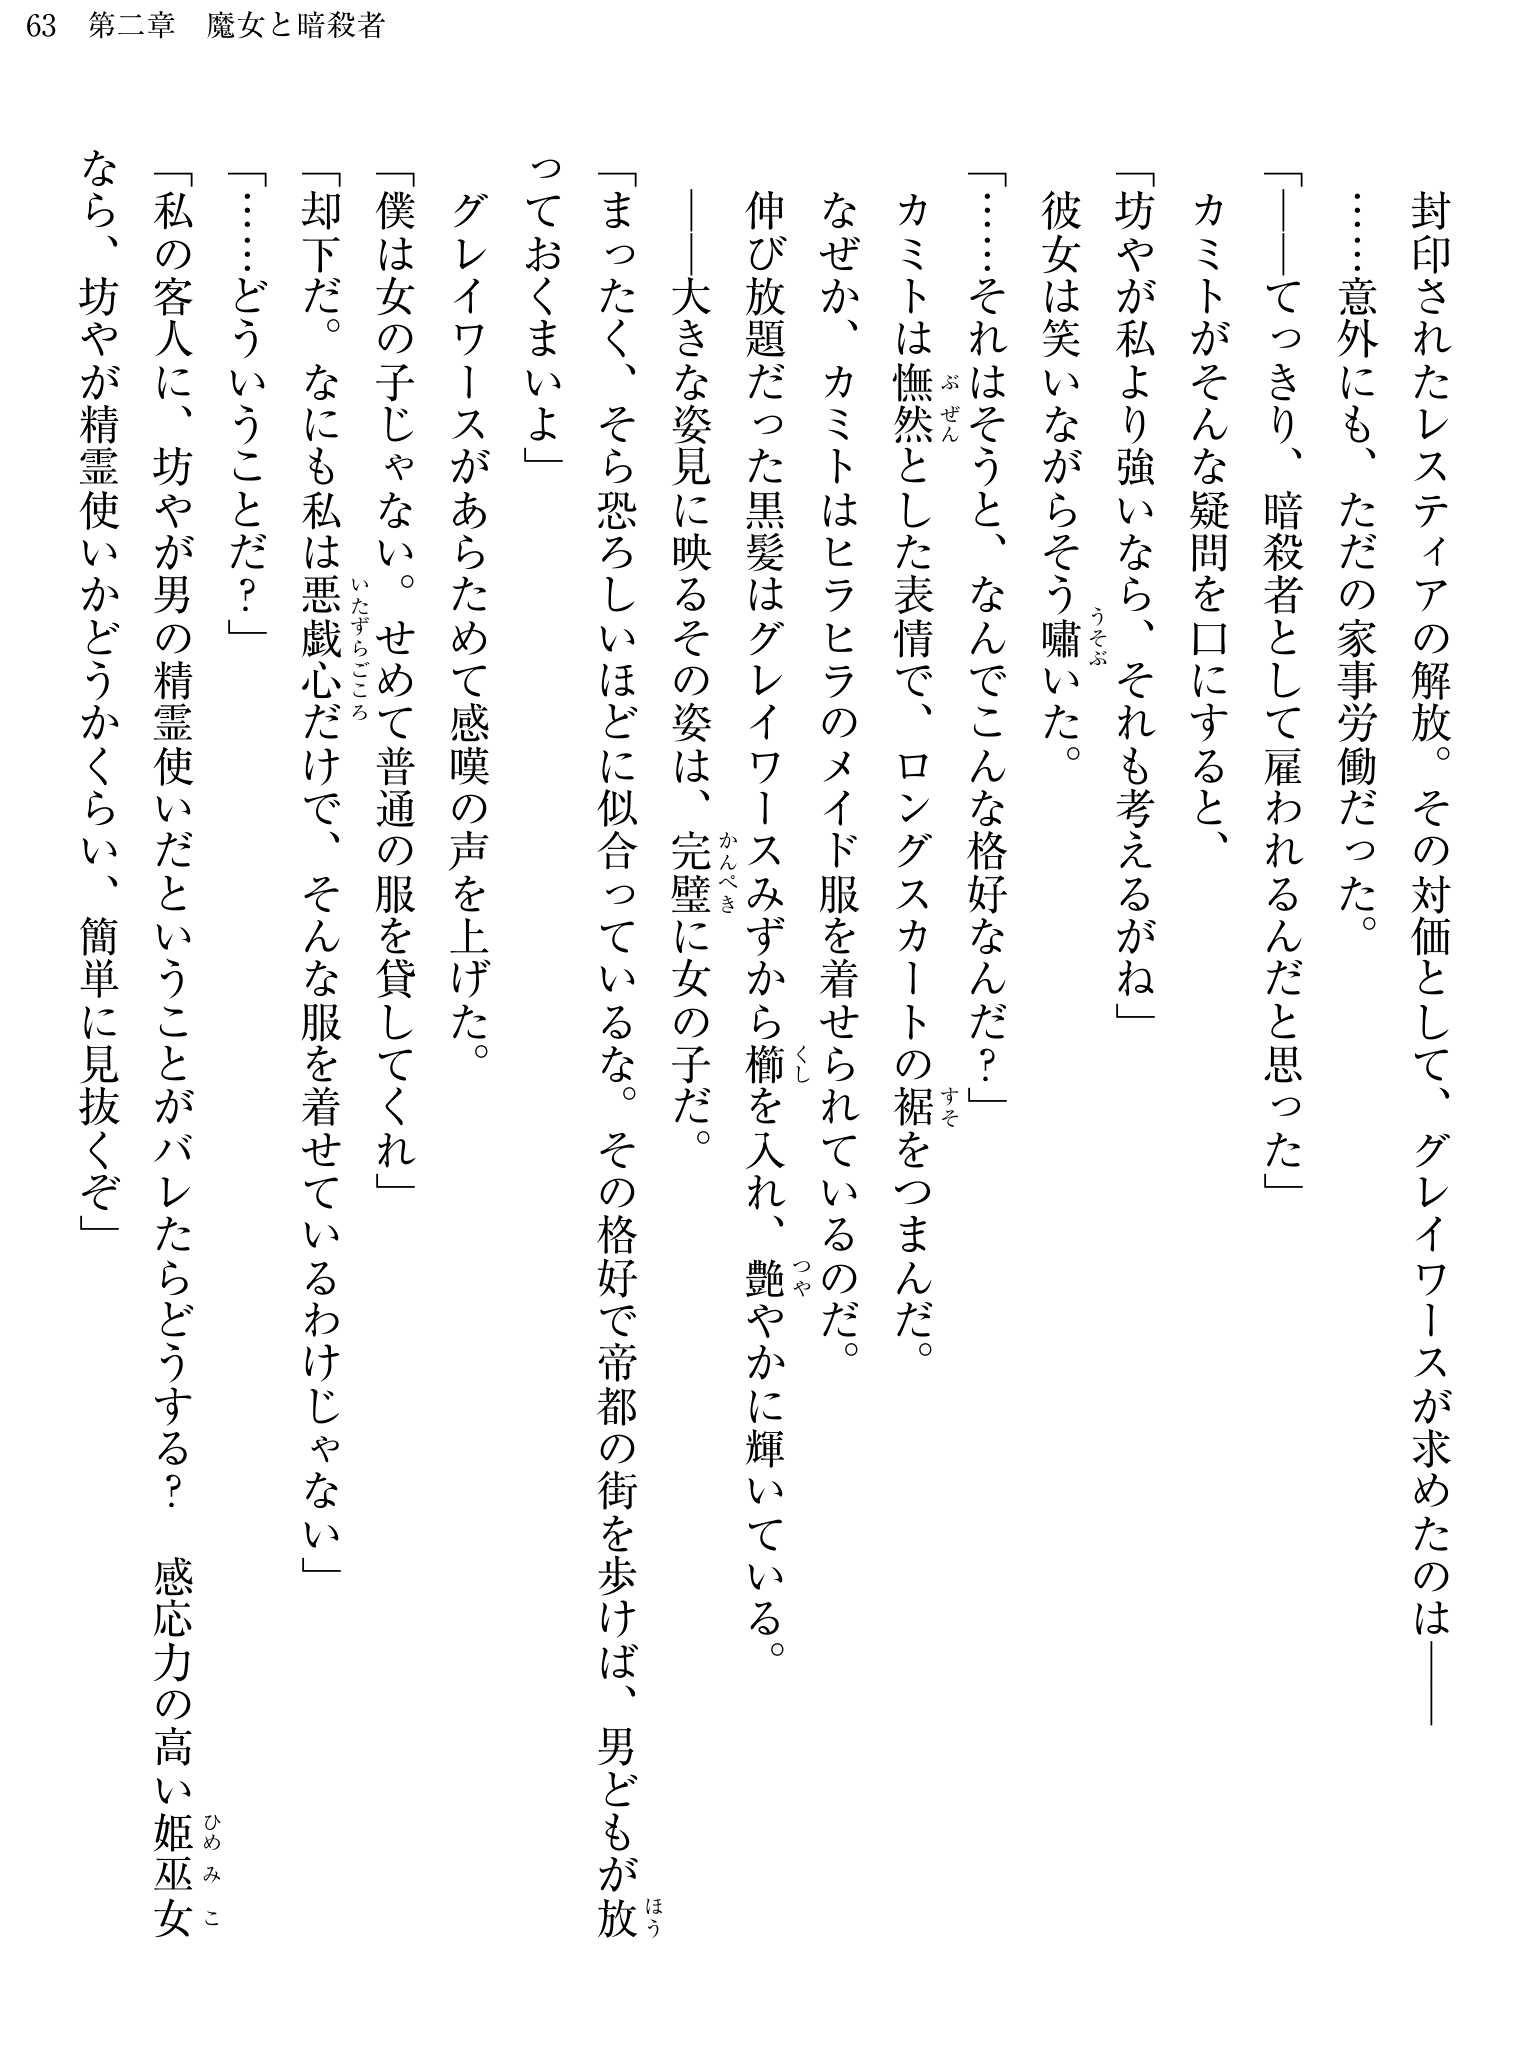 63　第二章　魔女と暗殺者
　封印されたレスティアの解放。その対価として、グレイワースが求めたのは――
　……意外にも、ただの家事労働だった。
「――てっきり、暗殺者として雇われるんだと思った」
　カミトがそんな疑問を口にすると、
「坊やが私より強いなら、それも考えるがね」
　彼女は笑いながらそう嘯いた。
「……それはそうと、なんでこんな格好なんだ？」
　カミトは憮然とした表情で、ロングスカートの裾をつまんだ。
　なぜか、カミトはヒラヒラのメイド服を着せられているのだ。
　伸び放題だった黒髪はグレイワースみずから櫛を入れ、艶やかに輝いている。
　――大きな姿見に映るその姿は、完璧に女の子だ。
「まったく、そら恐ろしいほどに似合っているな。その格好で帝都の街を歩けば、男どもが放
っておくまいよ」
　グレイワースがあらためて感嘆の声を上げた。
「僕は女の子じゃない。せめて普通の服を貸してくれ」
「却下だ。なにも私は悪戯心だけで、そんな服を着せているわけじゃない」
「……どういうことだ？」
「私の客人に、坊やが男の精霊使いだということがバレたらどうする？　感応力の高い姫巫女
なら、坊やが精霊使いかどうかくらい、簡単に見抜くぞ」